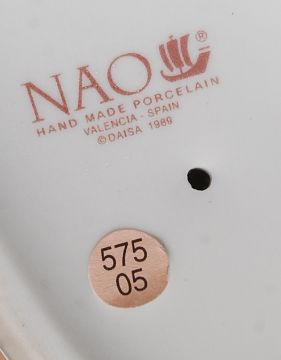 NAO®
HAND MADE PORCELAIN
VALENCIA - SPAIN
©DAISA 1989
575
05